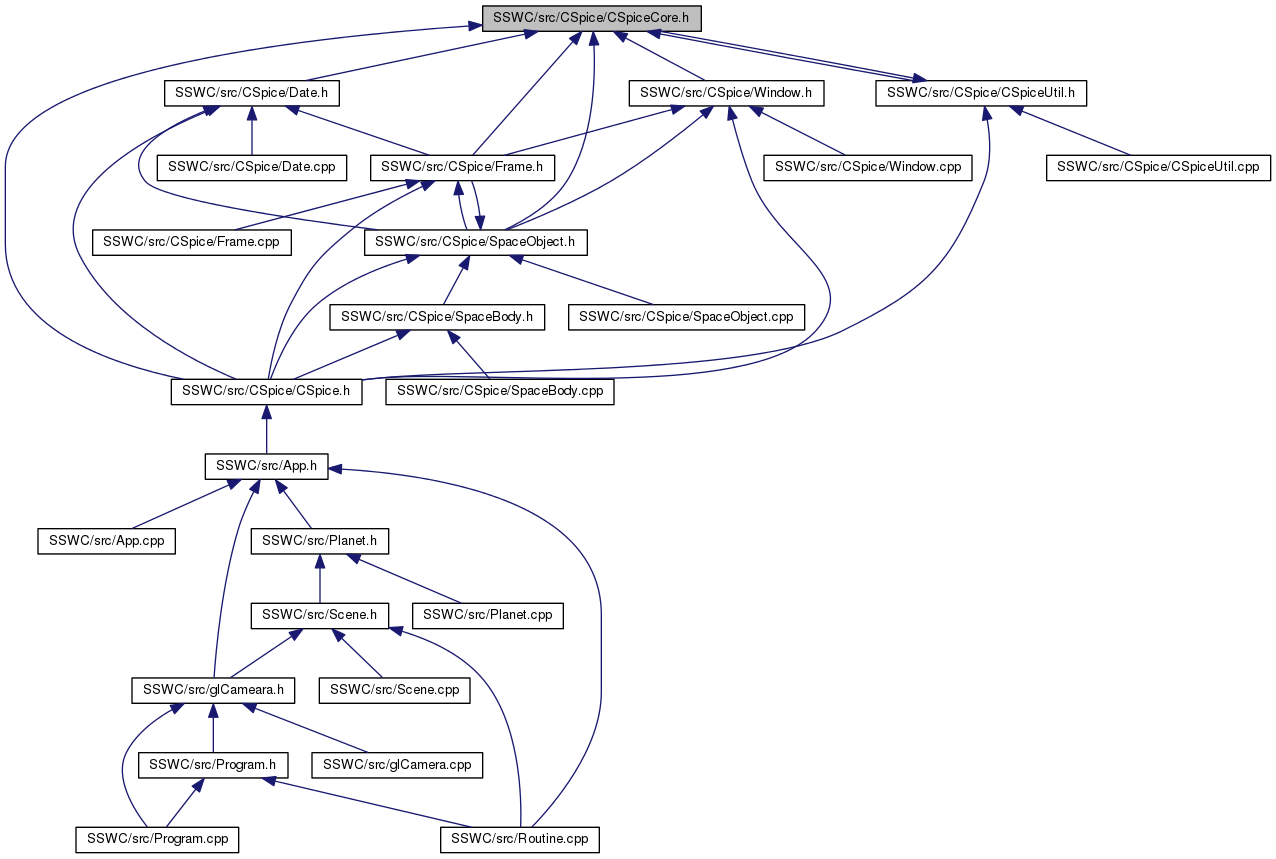 SSWC/src/CSpice/CSpiceCore.h
SSWC/src/CSpice/Date.h
SSWC/src/CSpice/Window.h
SSWC/src/CSpice/CSpiceUtil.h
SSWC/src/CSpice/Date.cpp
SSWC/src/CSpice/Frame.h
SSWC/src/CSpice/Window.cpp
SSWC/src/CSpice/CSpiceUtil.cpp
SSWC/src/CSpice/Frame.cpp
SSWC/src/CSpice/SpaceObject.h
SSWC/src/CSpice/SpaceBody.h
SSWC/src/CSpice/SpaceObject.cpp
SSWC/src/CSpice/CSpice.h
SSWC/src/CSpice/SpaceBody.cpp
SSWC/src/App.h
SSWC/src/App.cpp
SSWC/src/Planet.h
SSWC/src/Scene.h
SSWC/src/Planet.cpp
SSWC/src/glCameara.h
SSWC/src/Scene.cpp
SSWC/src/Program.h
SSWC/src/glCamera.cpp
SSWC/src/Program.cpp
SSWC/src/Routine.cpp